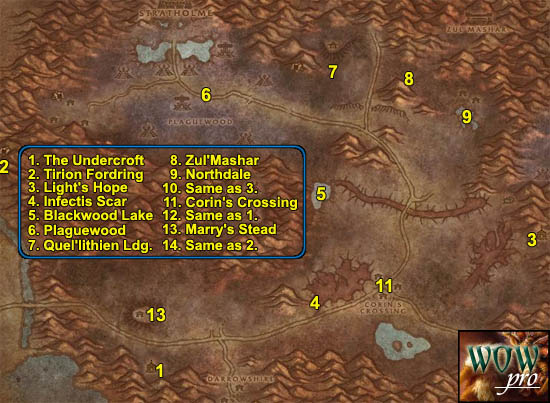 STRATHOLME
ZUL'MASHAR
7
8
6
9
PLAGUEWOOD
2
1. The Undercroft
2. Tirion Fordring
3. Light's Hope
4. Infectis Scar
5. Blackwood Lake
6. Plaguewood
7. Quel'lithien Ldg.
8. Zul'Mashar
9. Northdale
10. Same as 3.
11. Corin's Crossing
12. Same as 1.
13. Marry's Stead
14. Same as 2.
5
3
11
4
CORIN'S
CROSSING
13
1
DARROWSHIRE
WOW
pro